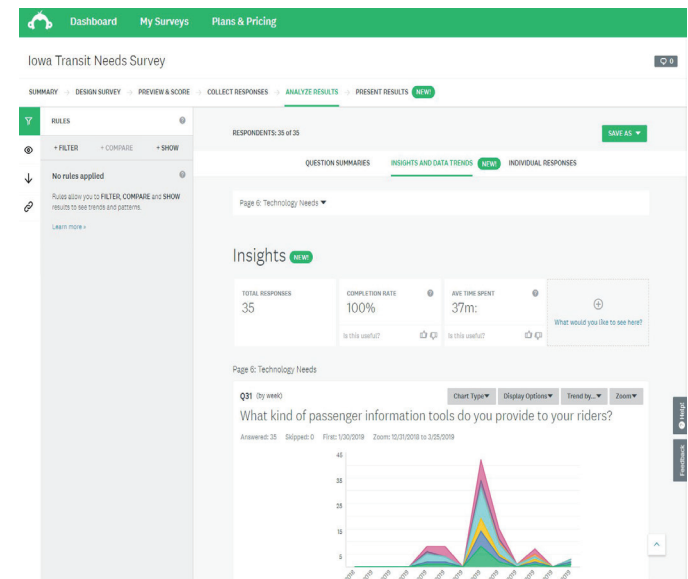 Dashboard My Surveys Plans & Pricing
Iowa Transit Needs Survey
0
SUMMARY DESIGN SURVEY PREVIEW & SCORE COLLECT RESPONSES ANALYZE RESULTS PRESENT RESULTS NEW!
RULES
+ FILTER + COMPARE + SHOW
No rules applied
Rules allow you to FILTER, COMPARE and SHOW
results to see trends and patterns.
Learn more »
RESPONDENTS: 35 of 35
SAVE AS
QUESTION SUMMARIES INSIGHTS AND DATA TRENDS NEW! INDIVIDUAL RESPONSES
Page 6: Technology Needs
Insights NEW!
TOTAL RESPONSES
35
COMPLETION RATE
100%
Is this useful?
AVE TIME SPENT
37m:
Is this useful?
What would you like to see here?
Page 6: Technology Needs
Q31 (by week)
Chart Type Display Options Trend by... Zoom
What kind of passenger information tools do you provide to your riders?
Answered: 35 Skipped: 0 First: 1/30/2019 Zoom: 12/31/2018 to 3/25/2019
45
35
25
15
5
Help!
Feedback